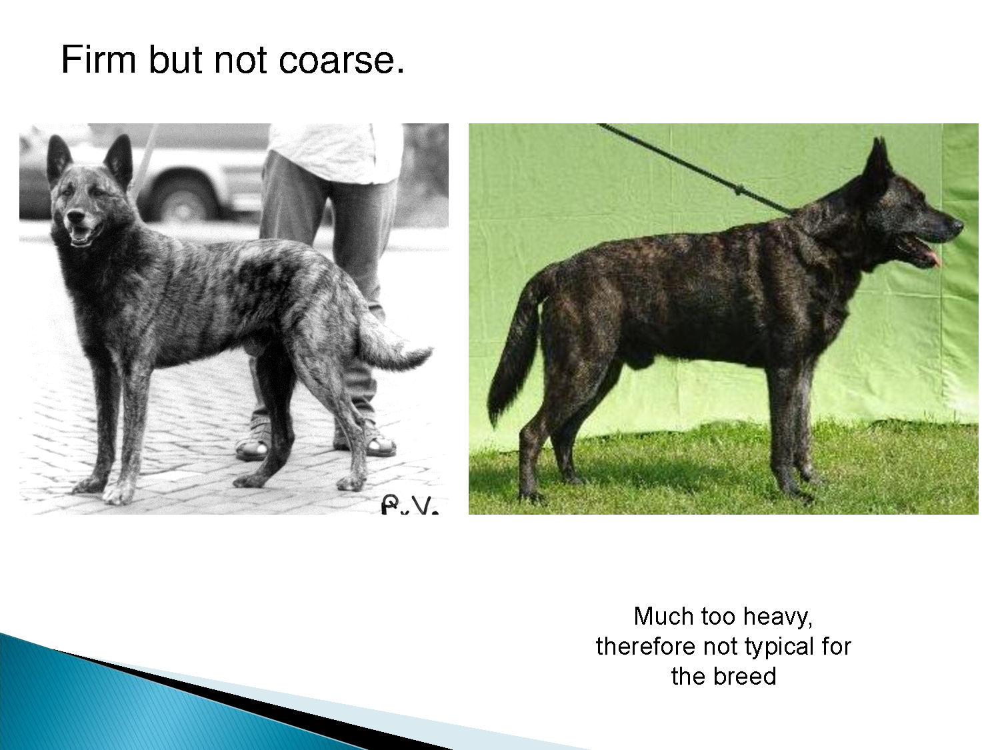 Firm but not coarse.
P.V.
Much too heavy,
therefore not typical for
the breed